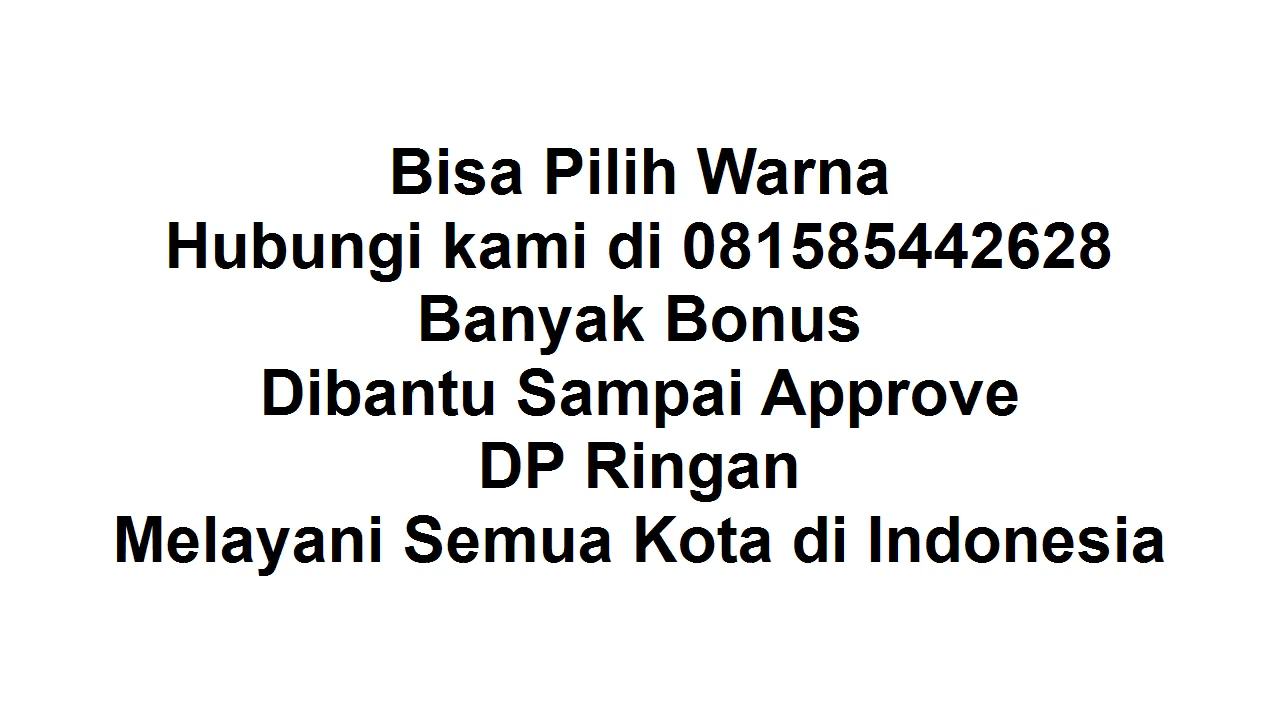 Bisa Pilih Warna
Hubungi kami di 081585442628
Banyak Bonus
Dibantu Sampai Approve
DP Ringan
Melayani Semua Kota di Indonesia